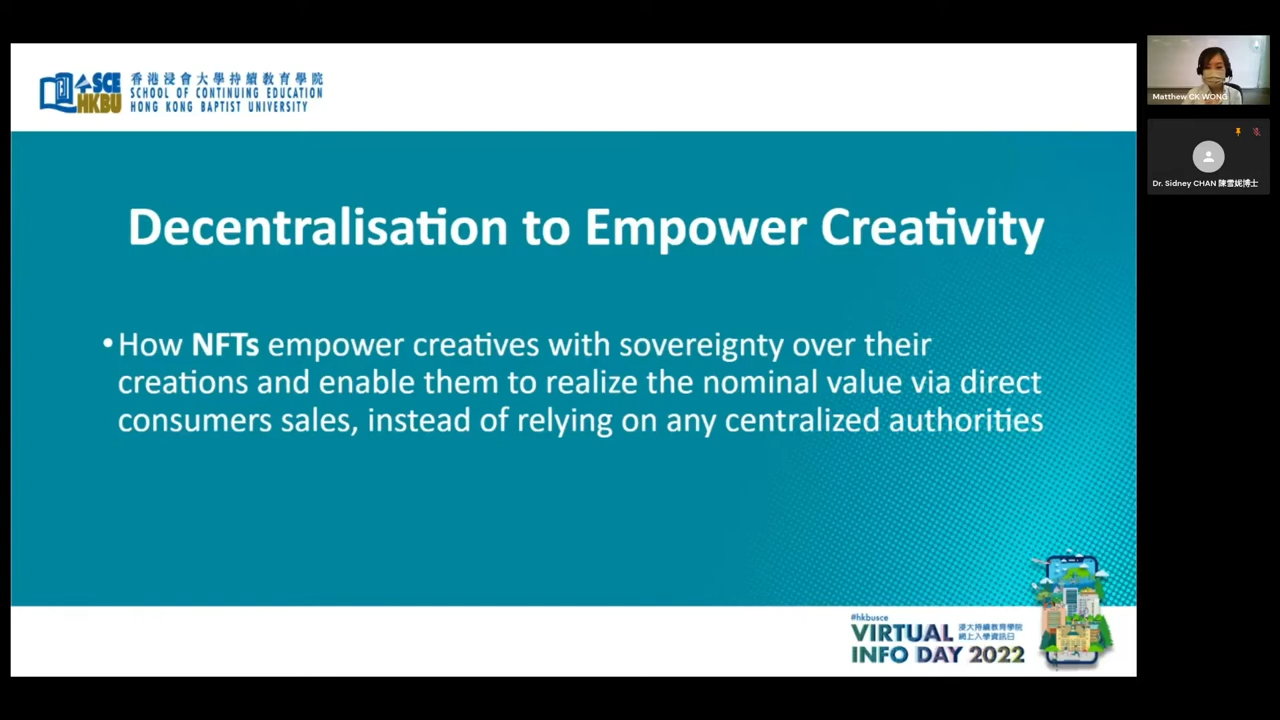 SCE
HKBU
香港浸會大學持續教育學院
SCHOOL OF CONTINUING EDUCATION
HONG KONG BAPTIST UNIVERSITY
Decentralisation to Empower Creativity
• How NFTs empower creatives with sovereignty over their
creations and enable them to realize the nominal value via direct
consumers sales, instead of relying on any centralized authorities
#hkbusce
VIRTUAL
INFO DAY 2022
浸大持續教育學院
網上入學資訊日
Matthew CK WONG
Dr. Sidney CHAN 陳雪妮博士